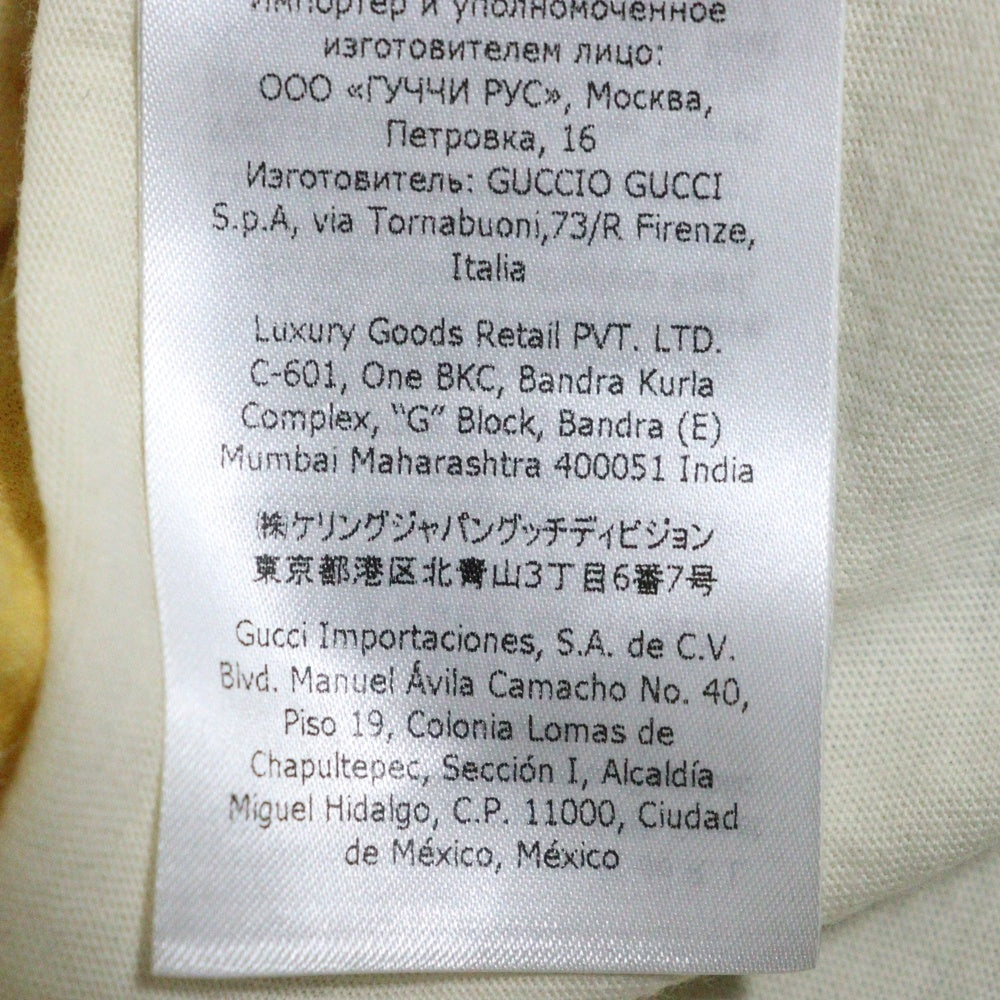 Импортер и уполномоченное
изготовителем лицо:
ООО «ГУЧЧИ РУС», Москва,
Петровка, 16
Изготовитель: GUCCIO GUCCI
S.p.A, via Tornabuoni,73/R Firenze,
Italia
Luxury Goods Retail PVT. LTD.
C-601, One BKC, Bandra Kurla
Complex, “G” Block, Bandra (E)
Mumbai Maharashtra 400051 India
㈱ケリングジャパングッチディビジョン
東京都港区北青山3丁目6番7号
Gucci Importaciones, S.A. de C.V.
Blvd. Manuel Ávila Camacho No. 40,
Piso 19, Colonia Lomas de
Chapultepec, Sección I, Alcaldía
Miguel Hidalgo, C.P. 11000, Ciudad
de México, México